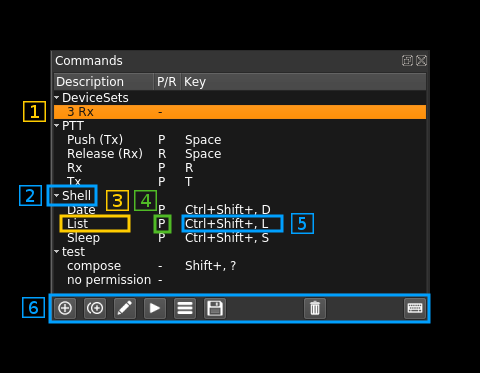 Commands
Description P/R Key
DeviceSets
1 3 Rx -
PTT
Push (Tx) P Space
Release (Rx) R Space
Rx P R
Tx P T
2 Shell 3 4
Date P Ctrl+Shift+, D
List P Ctrl+Shift+, L 5
Sleep P Ctrl+Shift+, S
test
compose - Shift+, ?
no permission -
6